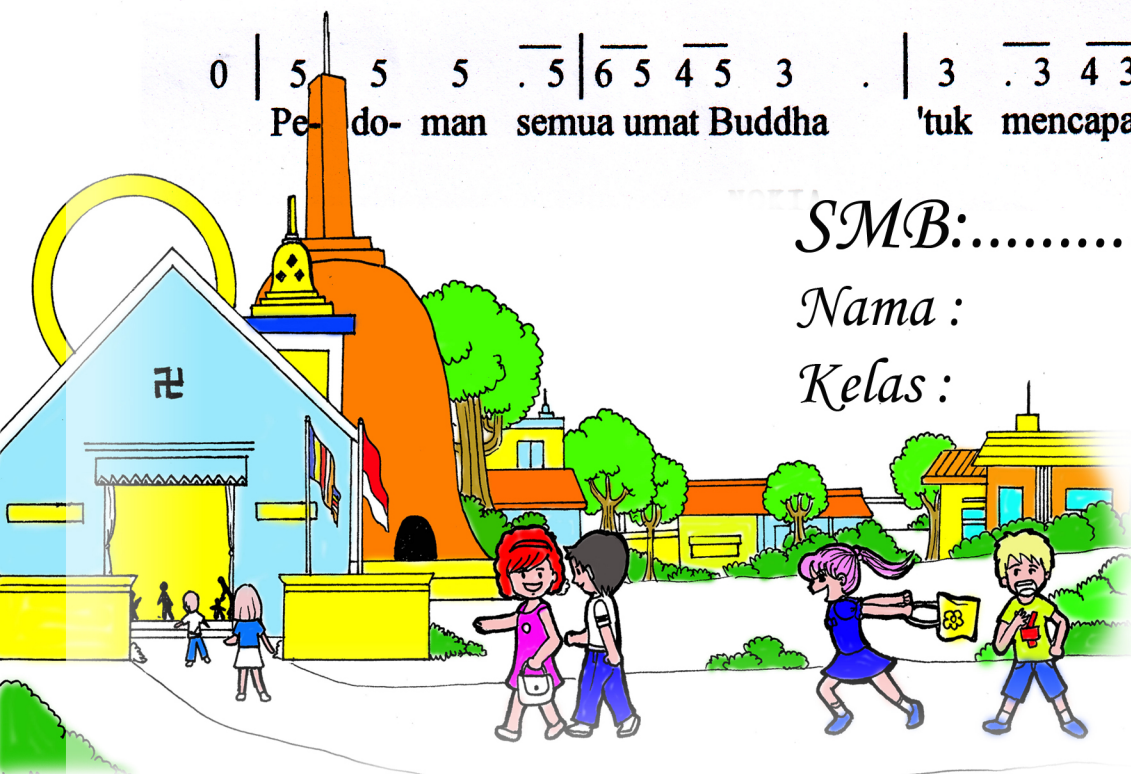 0 | 5 5 5 . 5 | 6 5 4 5 3 . | 3 . 3 4 3
Pe- do- man semua umat Buddha 'tuk mencapa
SMB:.........
Nama :
Kelas :
卍